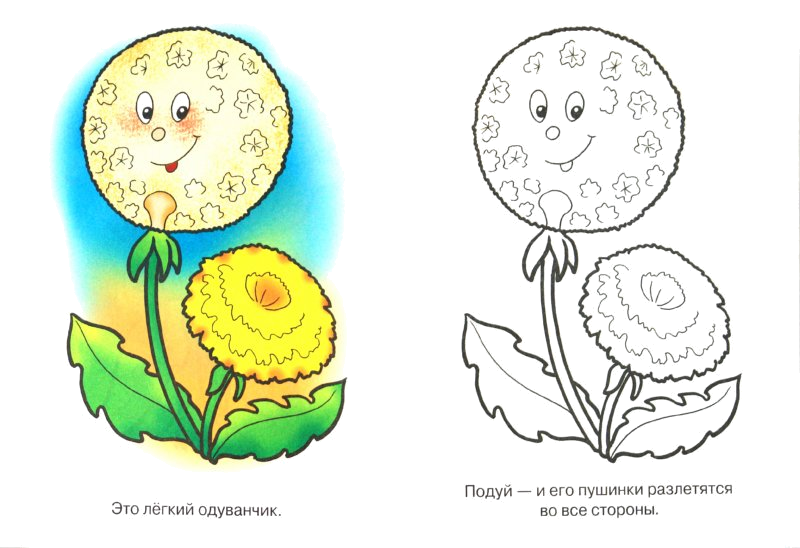 Это лёгкий одуванчик.
Подуй — и его пушинки разлетятся
во все стороны.